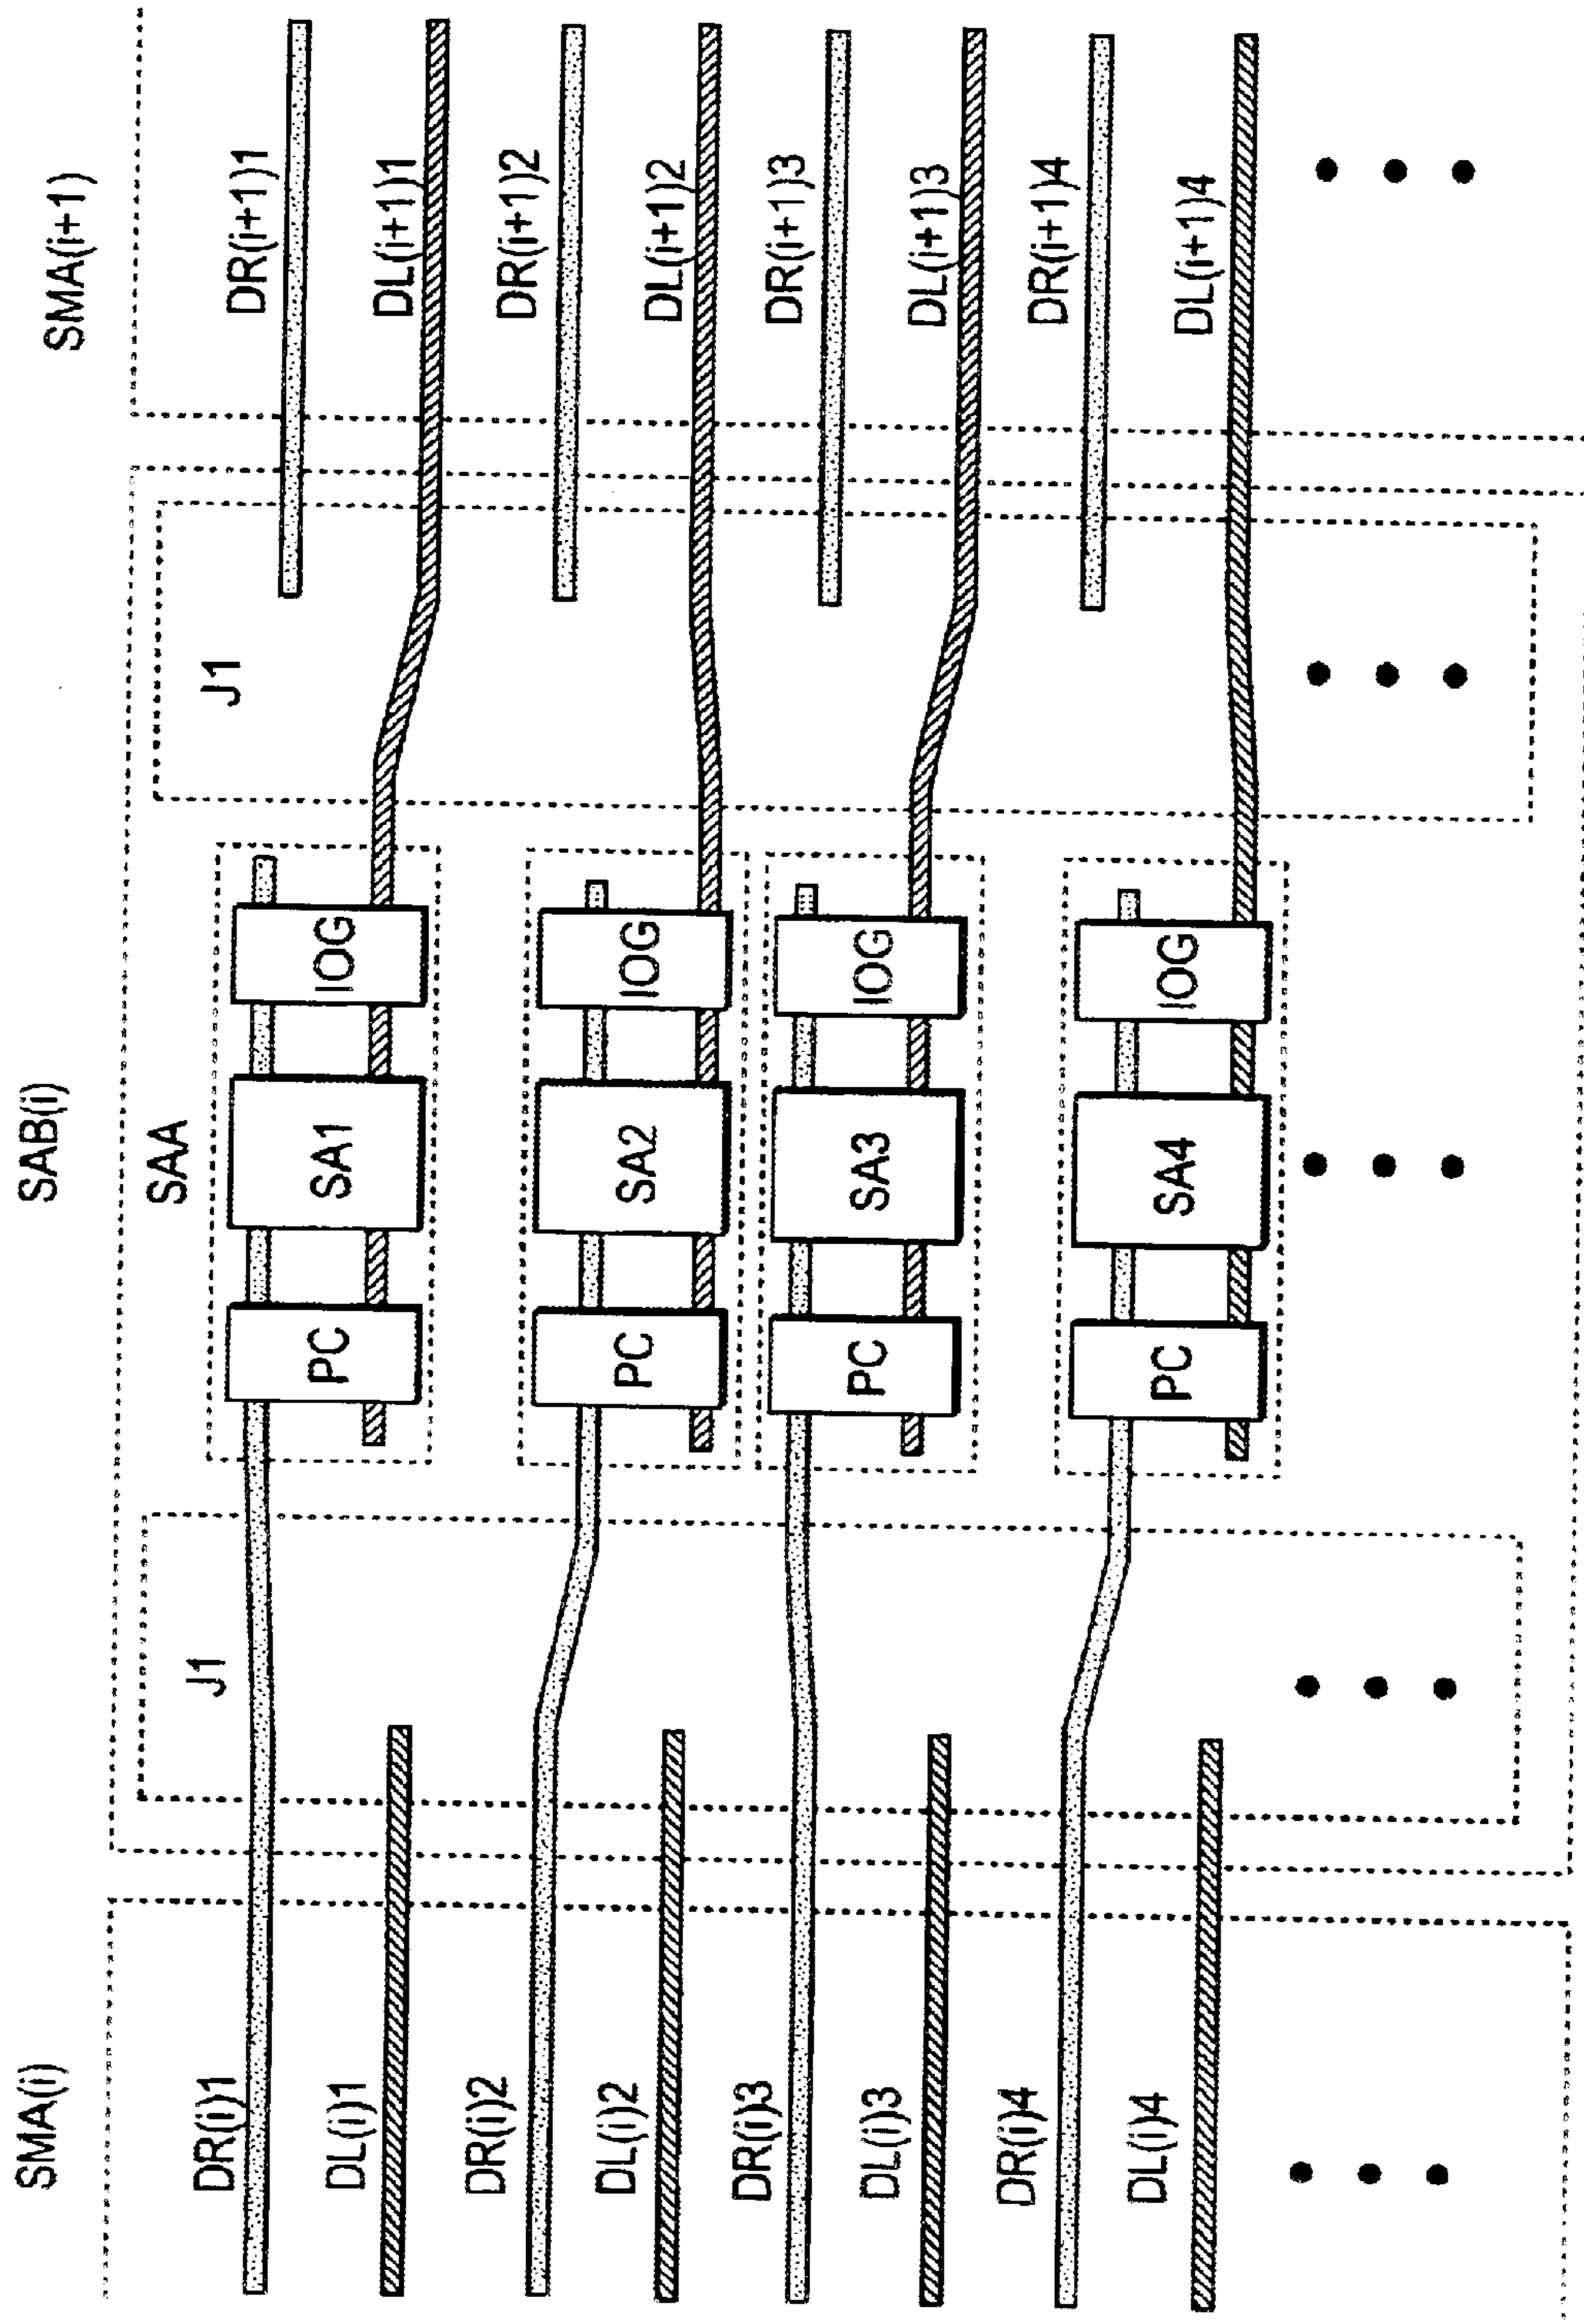 SMA(i)
SAB(i)
SMA(i+1)
SAA
J1
J1
DR(i)1
DL(i)1
DR(i)2
DL(i)2
DR(i)3
DL(i)3
DR(i)4
DL(i)4
PC
SA1
IOG
PC
SA2
IOG
PC
SA3
IOG
PC
SA4
IOG
DR(i+1)1
DL(i+1)1
DR(i+1)2
DL(i+1)2
DR(i+1)3
DL(i+1)3
DR(i+1)4
DL(i+1)4